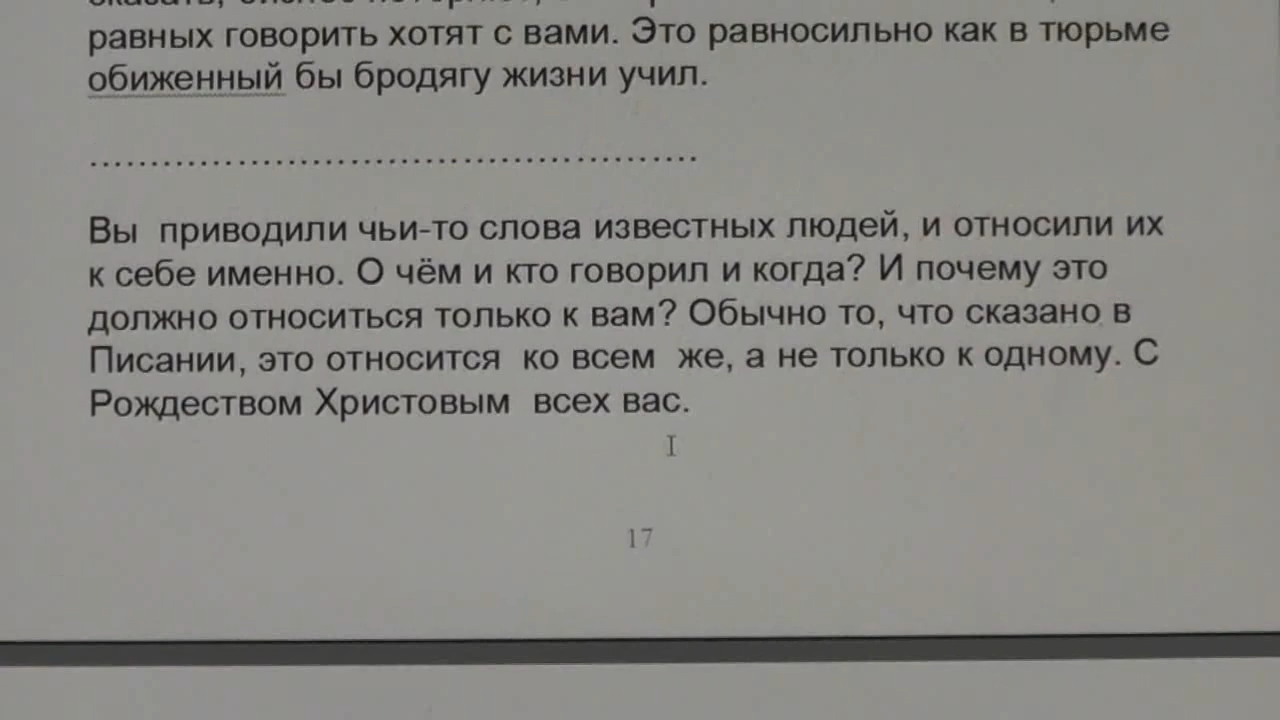 равных говорить хотят с вами. Это равносильно как в тюрьме
обиженный бы бродягу жизни учил.
........................................
Вы приводили чьи-то слова известных людей, и относили их
к себе именно. О чём и кто говорил и когда? И почему это
должно относиться только к вам? Обычно то, что сказано в
Писании, это относится ко всем же, а не только к одному. С
Рождеством Христовым всех вас.
17